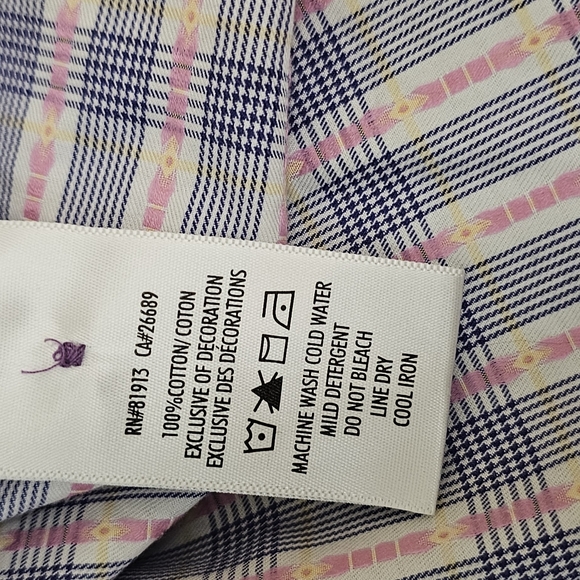 RN#81913 CA#26689
100%COTTON/ COTON
EXCLUSIVE OF DECORATION
EXCLUSIVE DES DÉCORATIONS
MACHINE WASH COLD WATER
MILD DETERGENT
DO NOT BLEACH
LINE DRY
COOL IRON